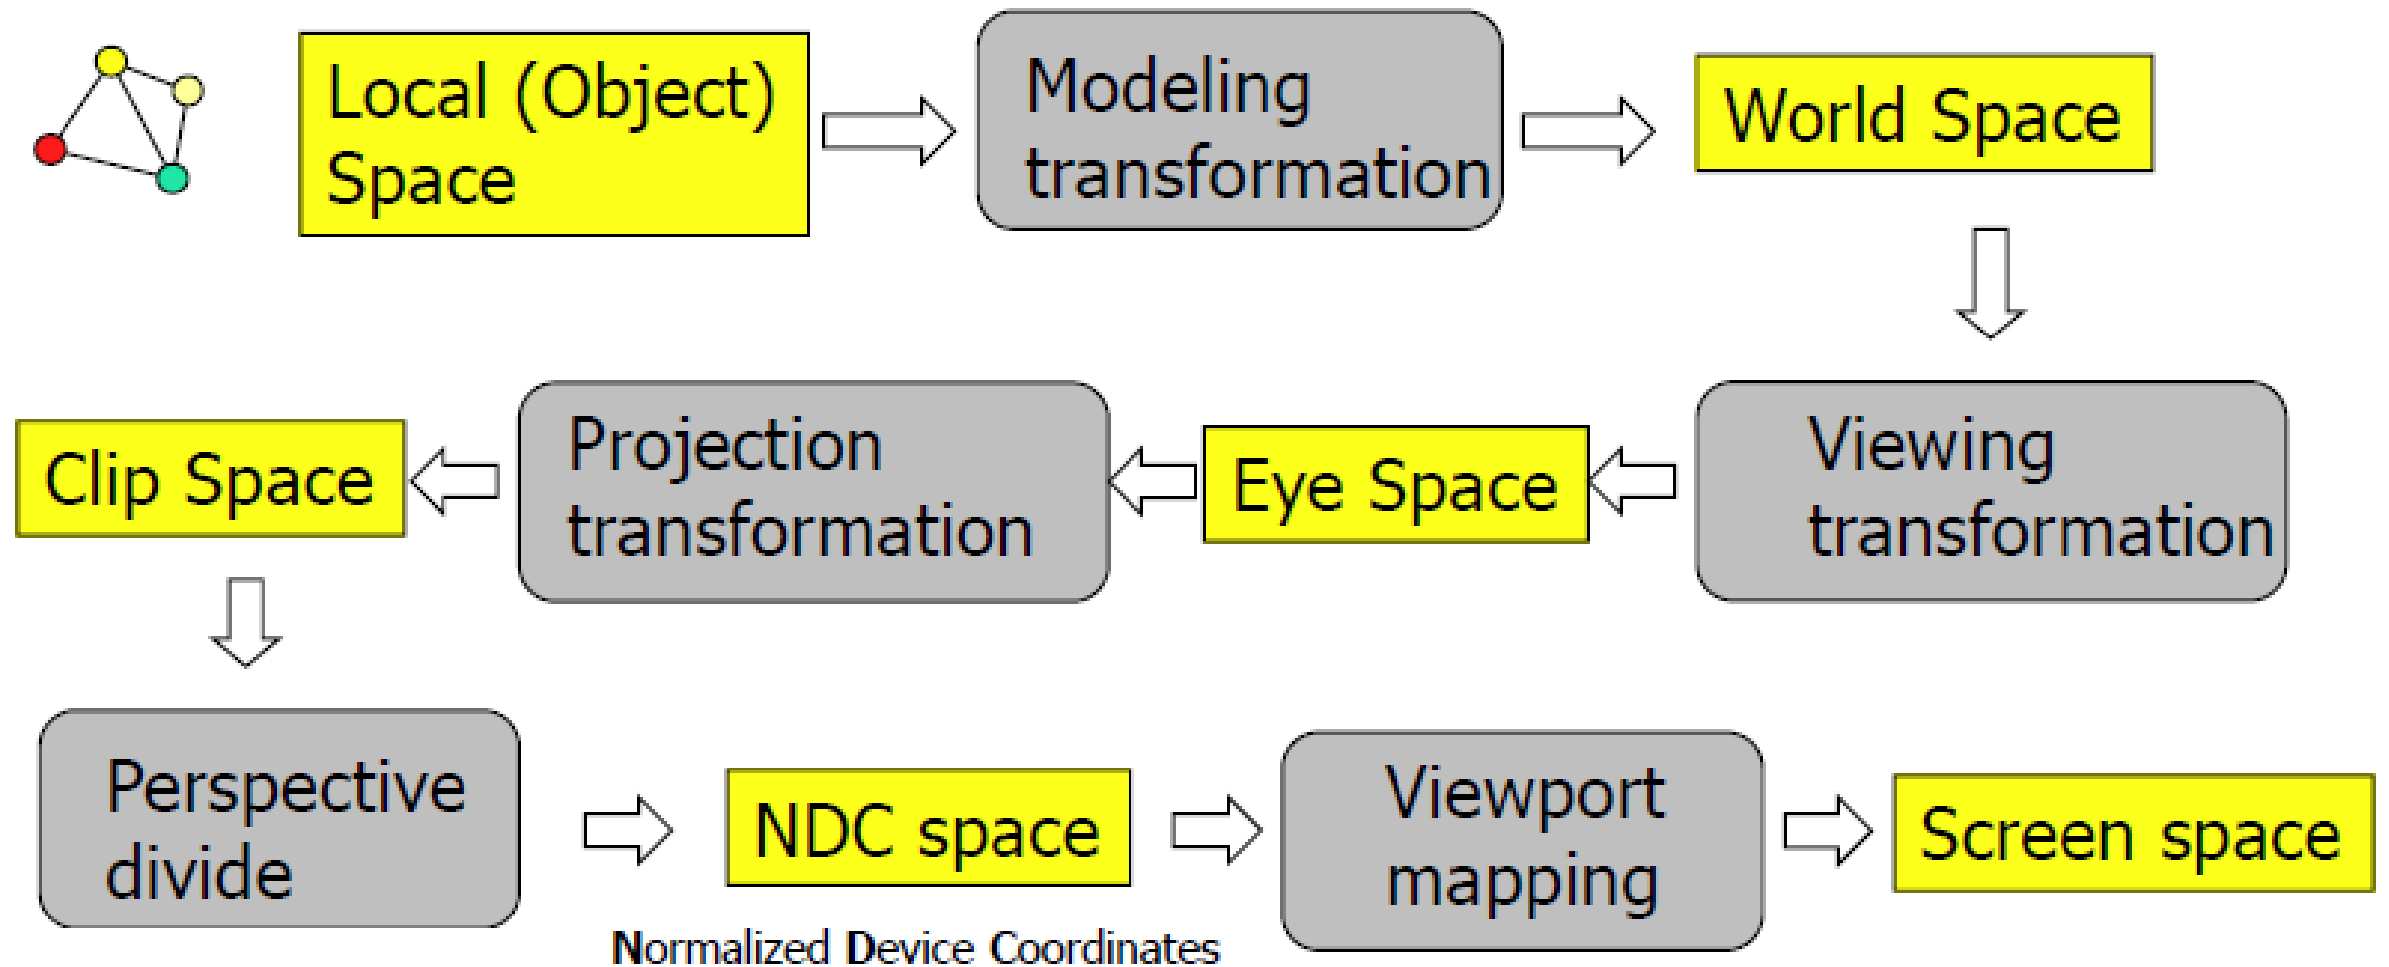 Local (Object)
Space
Modeling
transformation
World Space
Viewing
transformation
Eye Space
Projection
transformation
Clip Space
Perspective
divide
NDC space
Normalized Device Coordinates
Viewport
mapping
Screen space